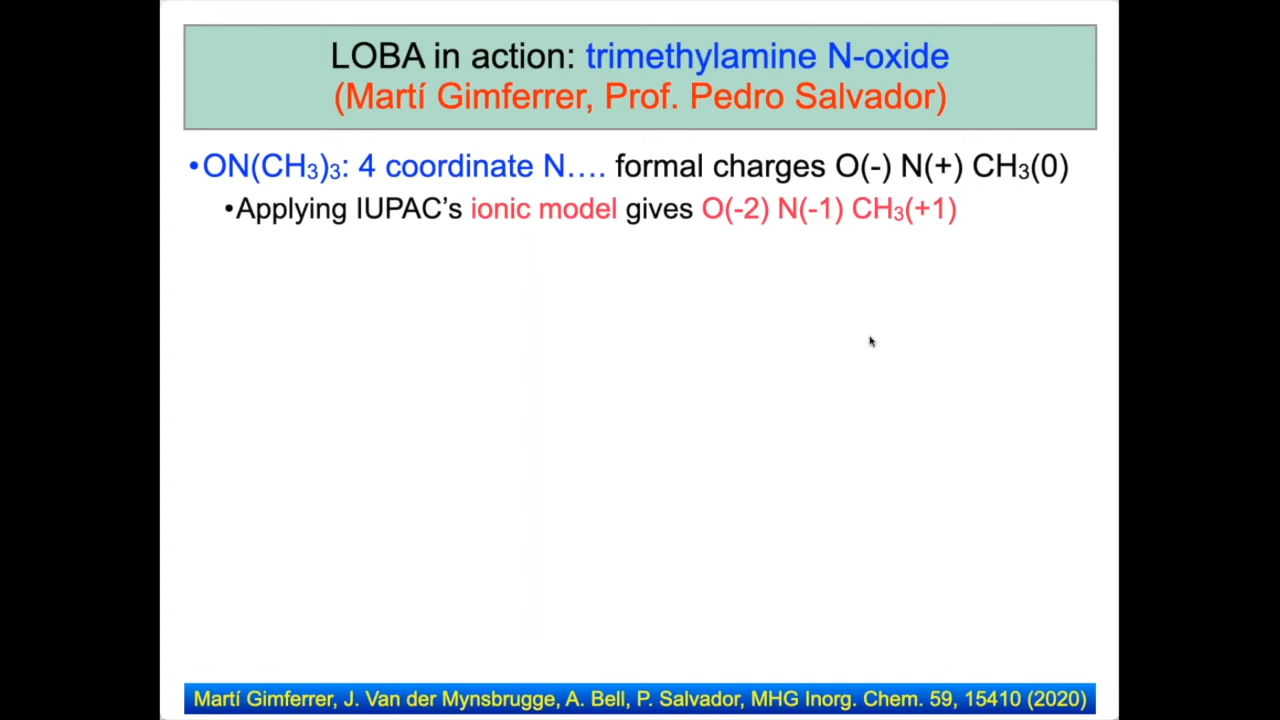 LOBA in action: trimethylamine N-oxide
(Martí Gimferrer, Prof. Pedro Salvador)
•ON(CH₃)₃: 4 coordinate N…. formal charges O(-) N(+) CH₃(0)
•Applying IUPAC’s ionic model gives O(-2) N(-1) CH₃(+1)
Martí Gimferrer, J. Van der Mynsbrugge, A. Bell, P. Salvador, MHG Inorg. Chem. 59, 15410 (2020)